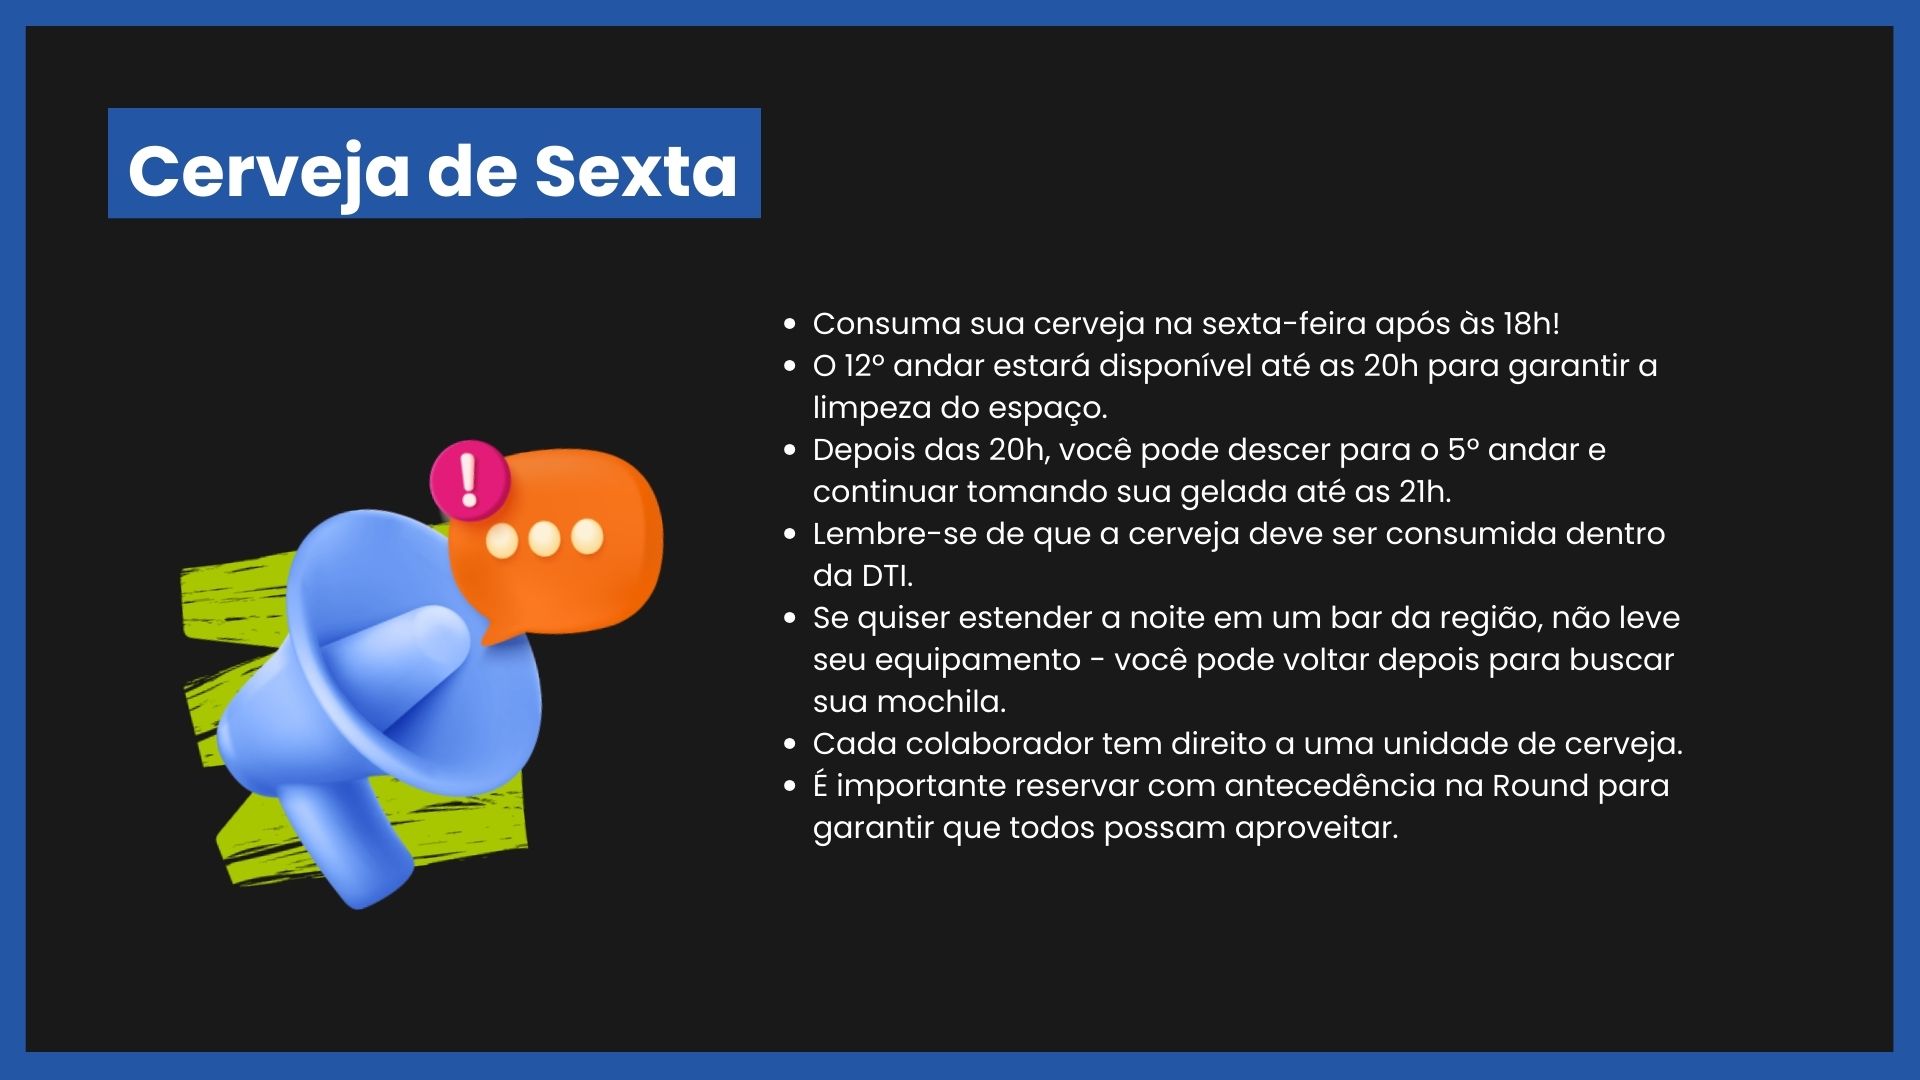 Cerveja de Sexta
• Consuma sua cerveja na sexta-feira após às 18h!
• O 12º andar estará disponível até as 20h para garantir a
limpeza do espaço.
• Depois das 20h, você pode descer para o 5º andar e
continuar tomando sua gelada até as 21h.
• Lembre-se de que a cerveja deve ser consumida dentro
da DTI.
• Se quiser estender a noite em um bar da região, não leve
seu equipamento - você pode voltar depois para buscar
sua mochila.
• Cada colaborador tem direito a uma unidade de cerveja.
• É importante reservar com antecedência na Round para
garantir que todos possam aproveitar.